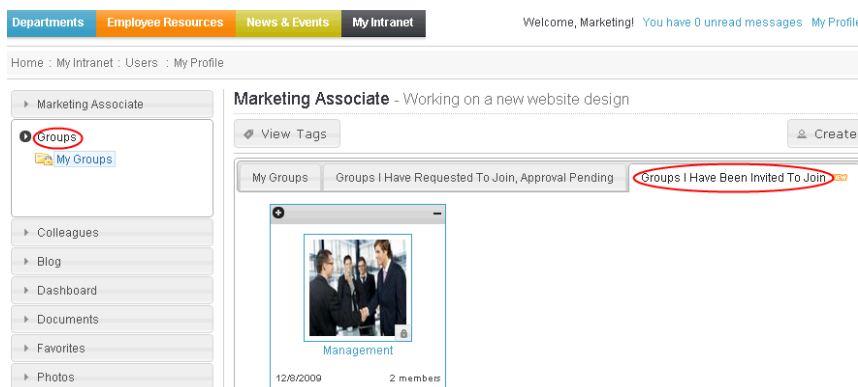 Departments Employee Resources News & Events My Intranet Welcome, Marketing! You have 0 unread messages My Profile
Home : My Intranet : Users : My Profile
Marketing Associate
Marketing Associate - Working on a new website design
Groups
View Tags
Create
My Groups
My Groups Groups I Have Requested To Join, Approval Pending Groups I Have Been Invited To Join NEW
Colleagues
Blog
Dashboard
Documents
Favorites
Photos
Management
12/8/2009 2 members